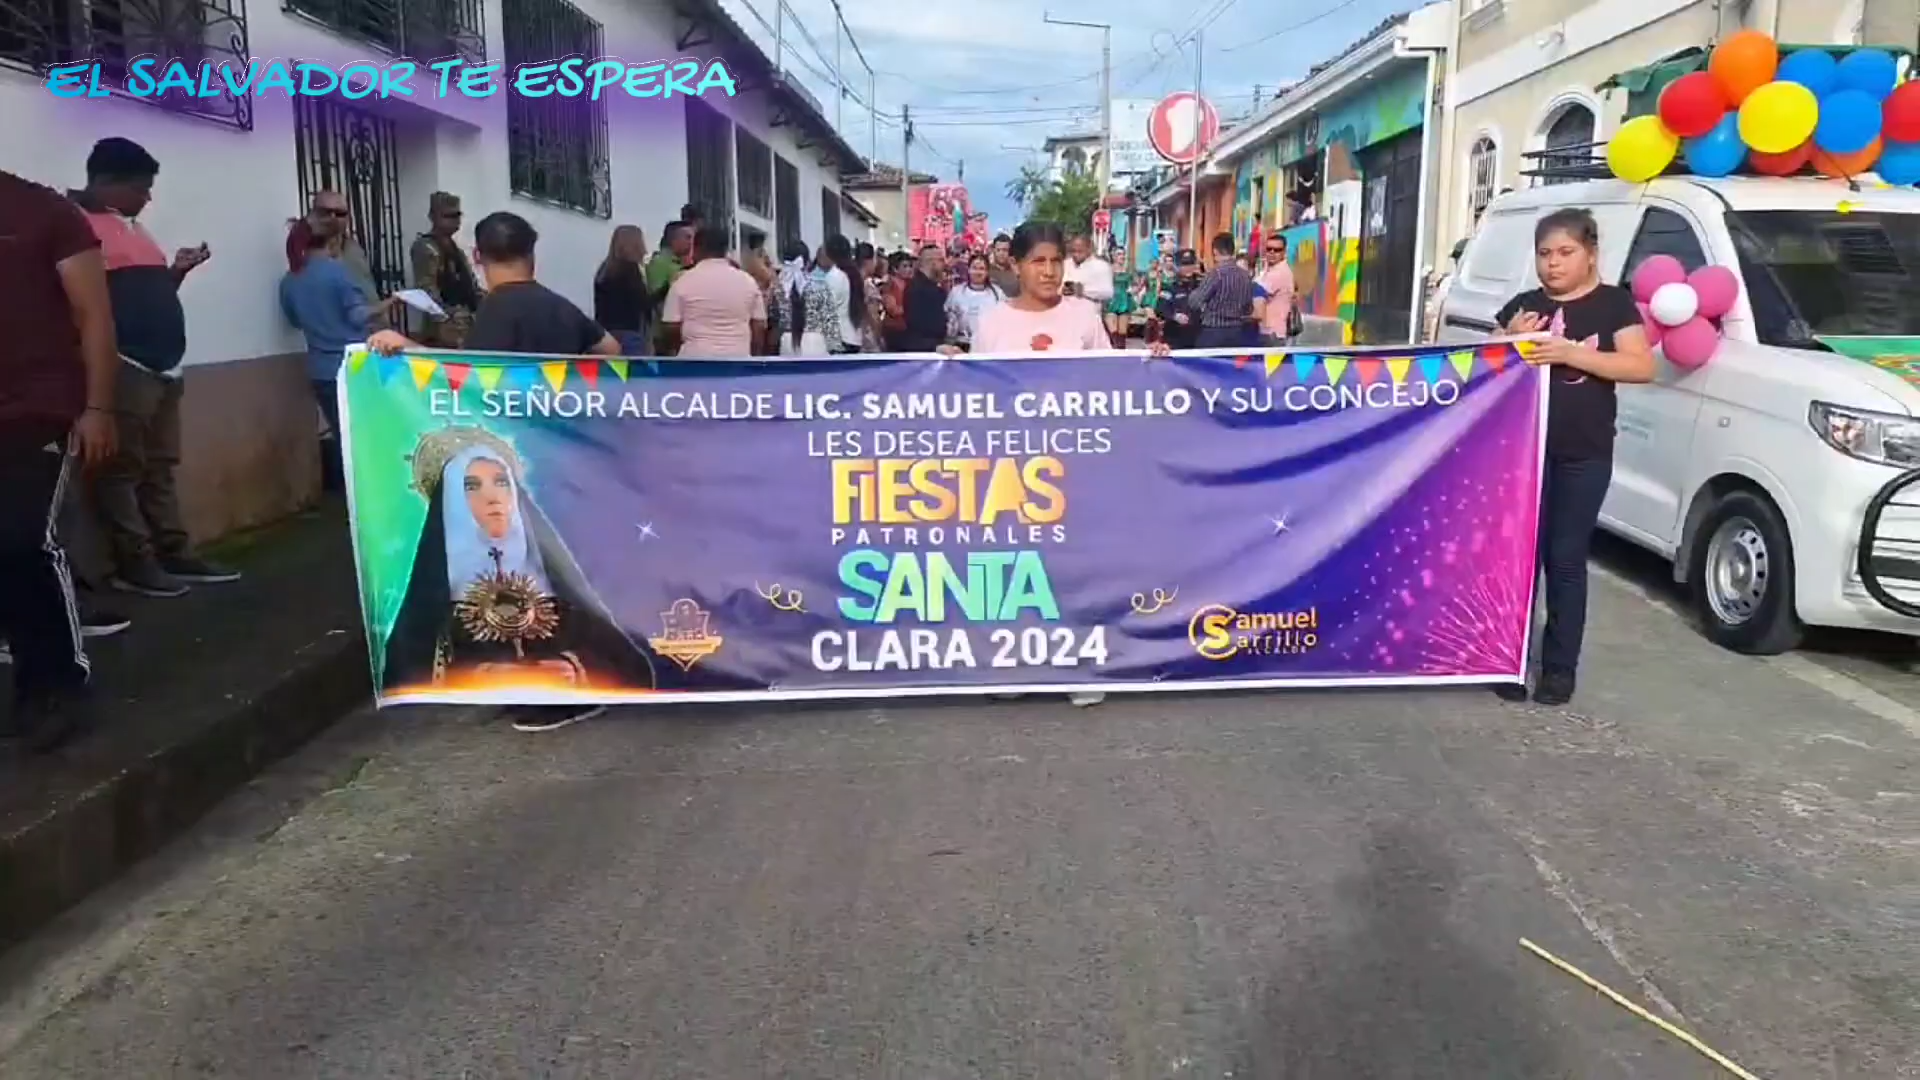 EL SALVADOR TE ESPERA
EL SEÑOR ALCALDE LIC. SAMUEL CARRILLO Y SU CONCEJO
LES DESEA FELICES
FIESTAS
PATRONALES
SANTA
CLARA 2024
Samuel
Carrillo
ALCALDE